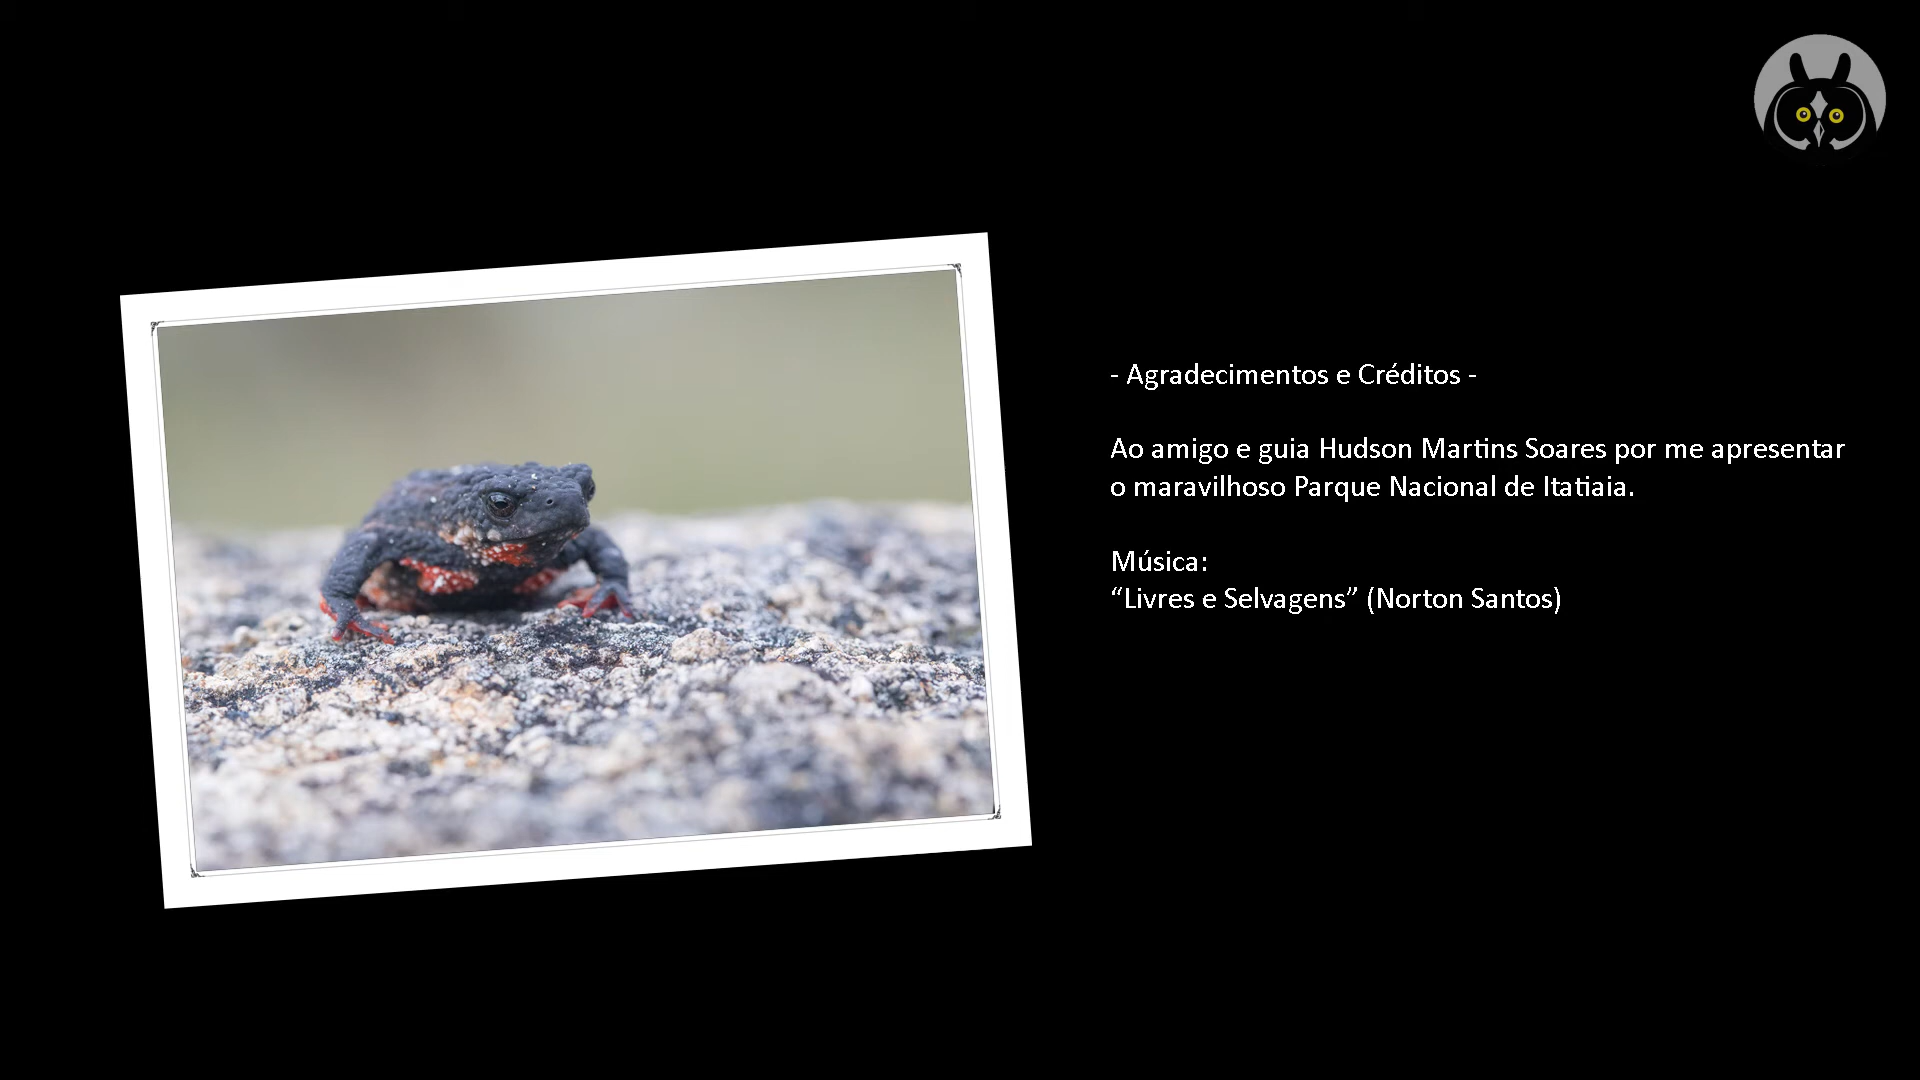 - Agradecimentos e Créditos -
Ao amigo e guia Hudson Martins Soares por me apresentar
o maravilhoso Parque Nacional de Itatiaia.
Música:
“Livres e Selvagens” (Norton Santos)